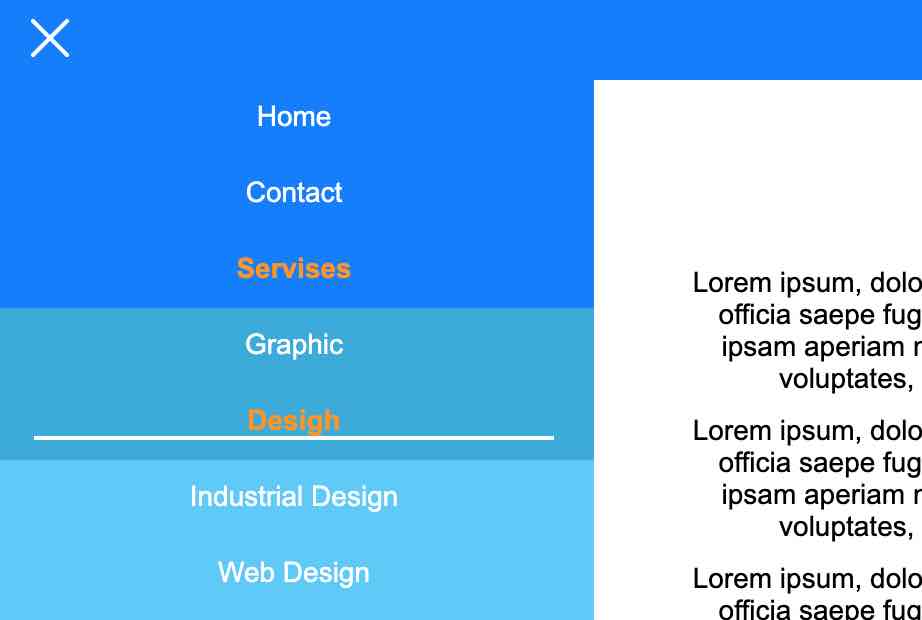 Home
Contact
Servises
Graphic
Desigh
Industrial Design
Web Design
Lorem ipsum, dolo
officia saepe fug
ipsam aperiam
voluptates,
Lorem ipsum, dolo
officia saepe fug
ipsam aperiam
voluptates,
Lorem ipsum, dolo
officia saepe fug